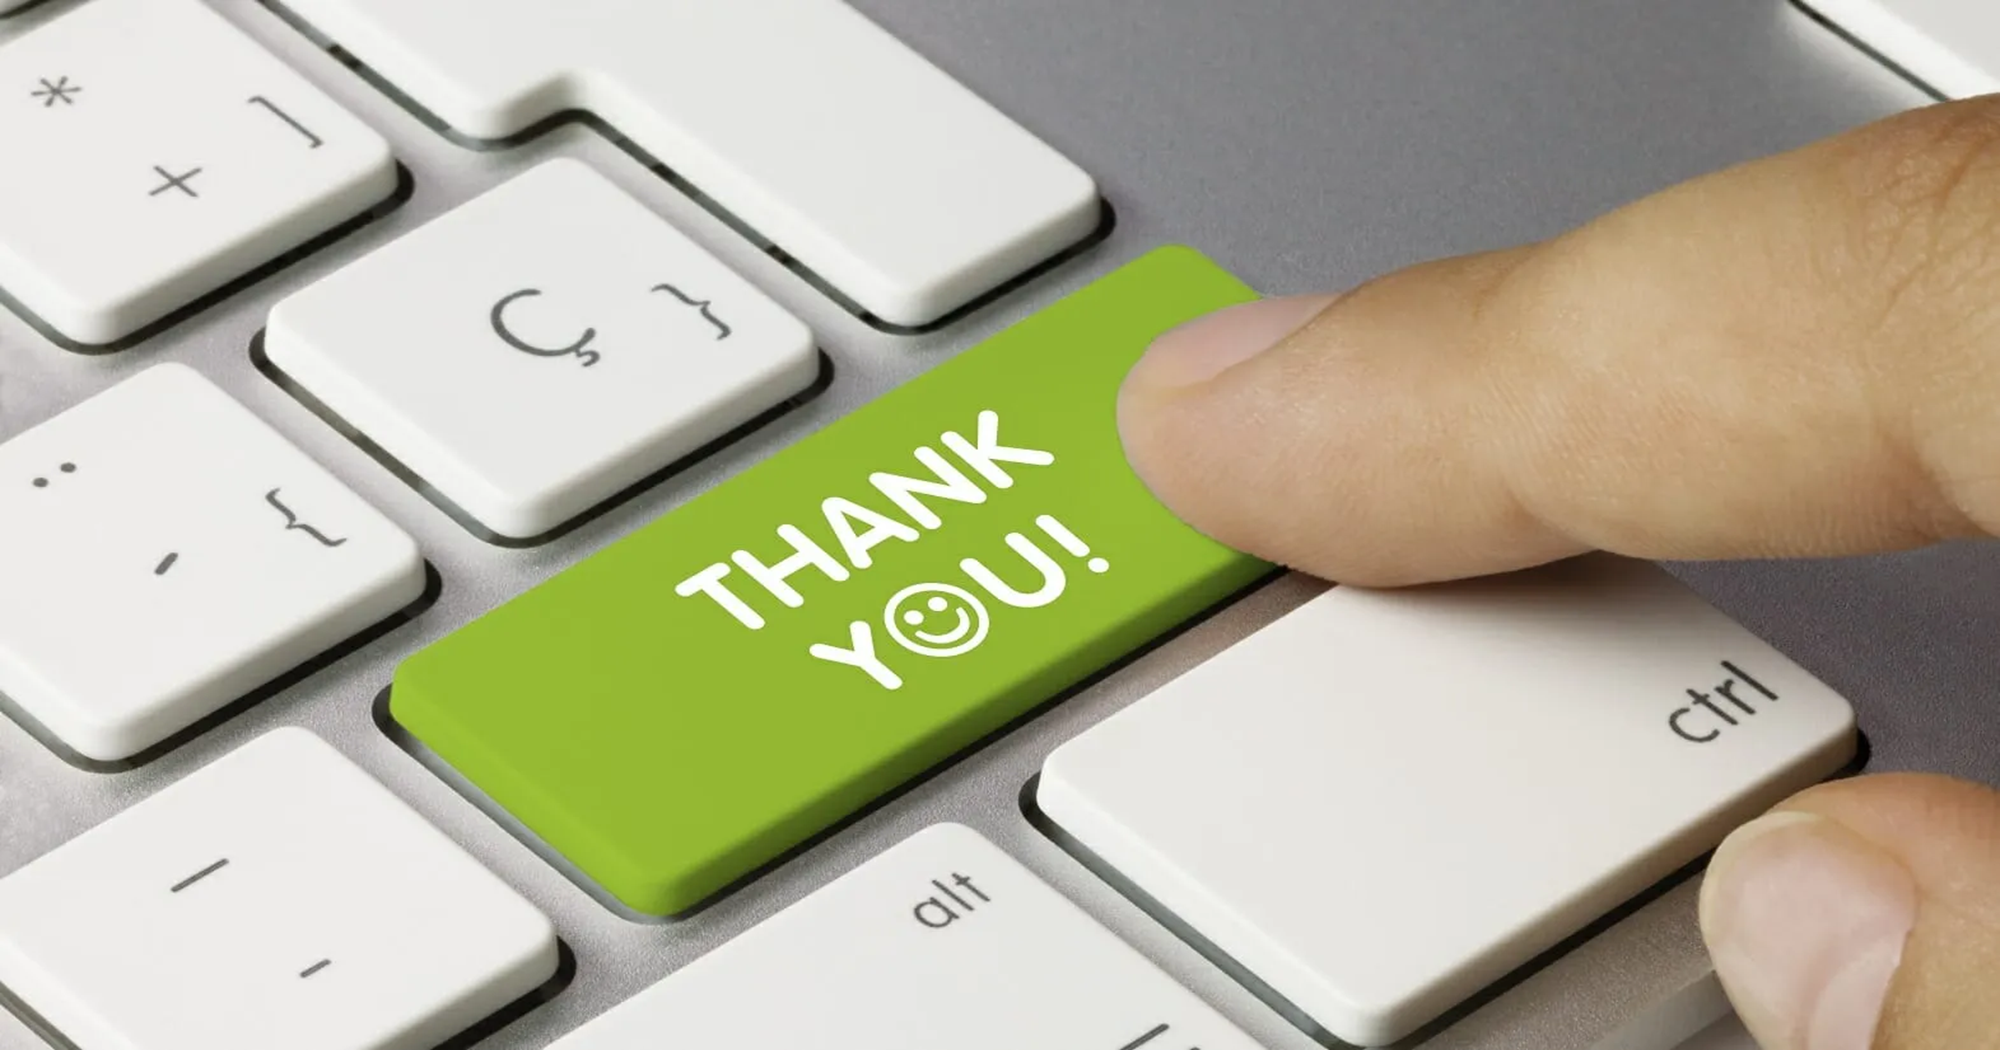 * ]
+
Ç }
¨ {
´
THANK
YOU!
_
-
alt
ctrl